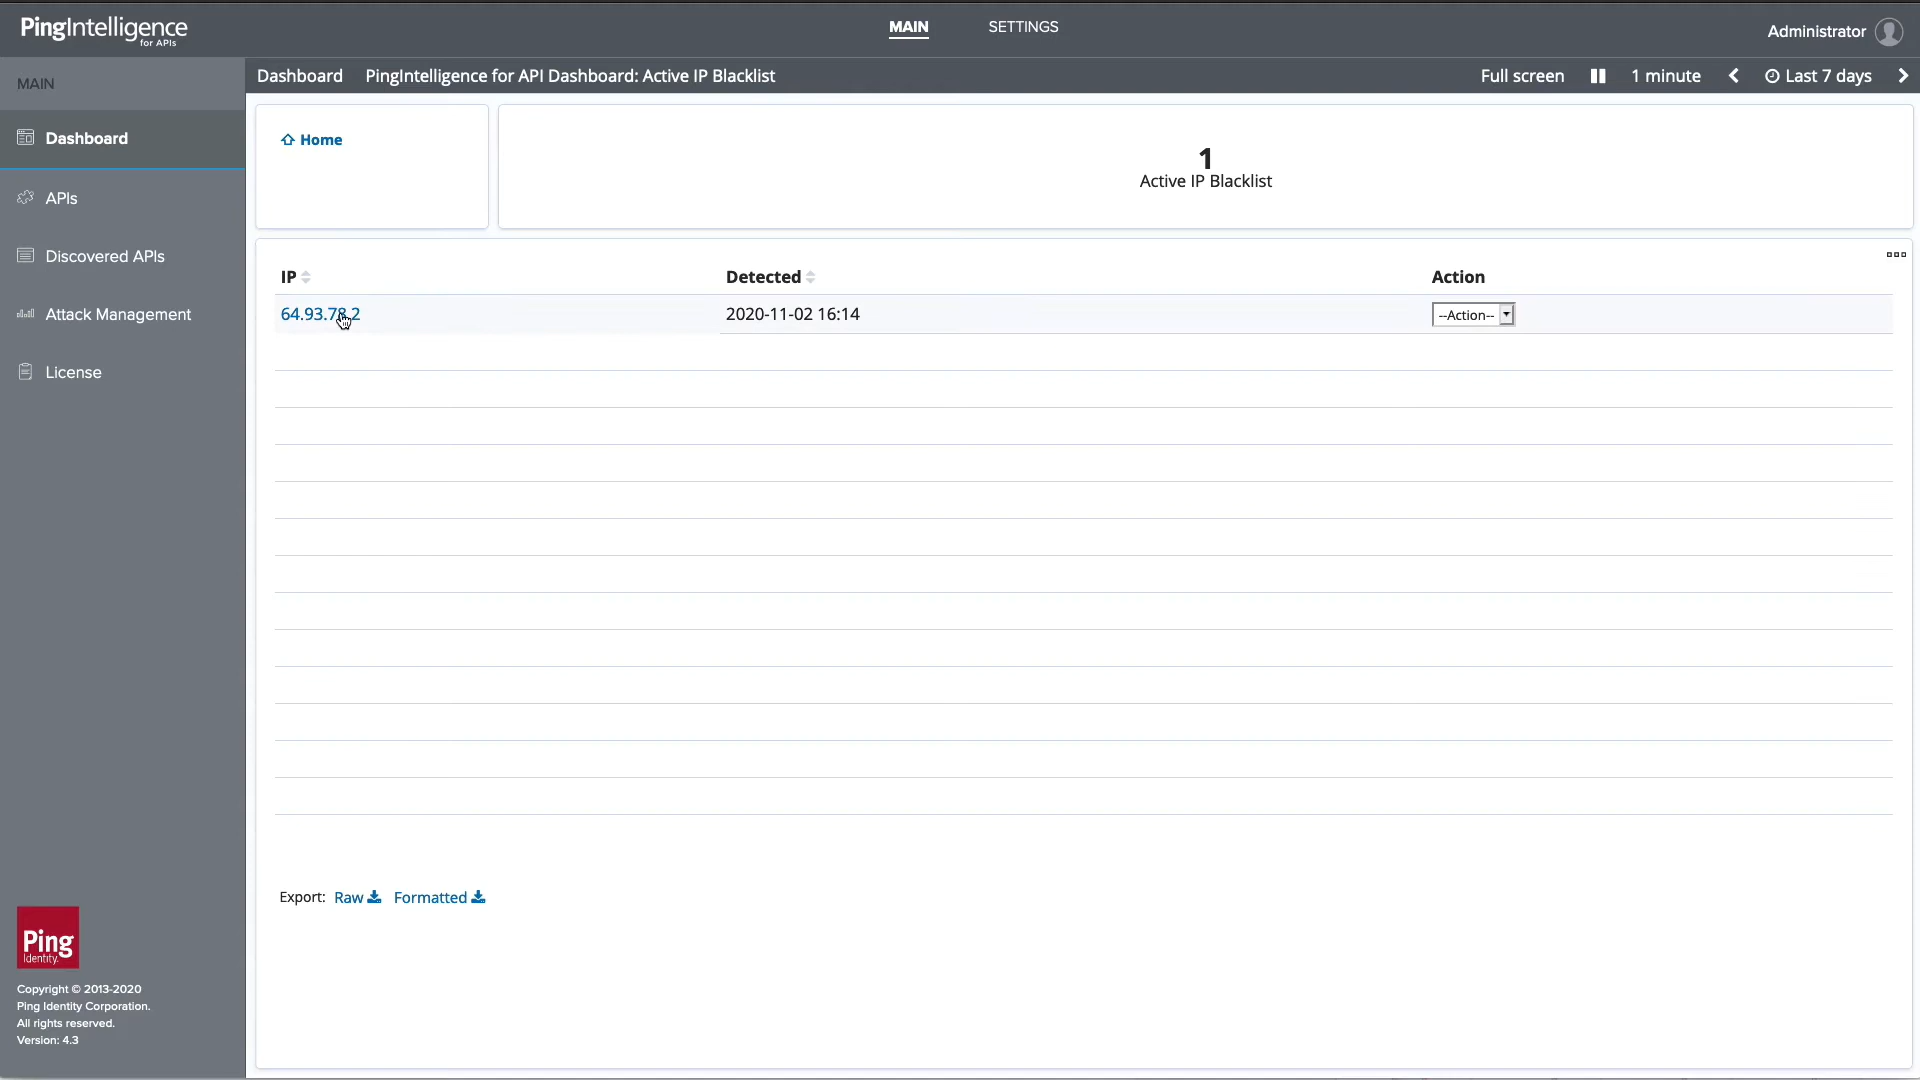 PingIntelligence
for APIs
MAIN
SETTINGS
Administrator
MAIN
Dashboard
PingIntelligence for API Dashboard: Active IP Blacklist
Full screen
1 minute
Last 7 days
Dashboard
APIs
Discovered APIs
Attack Management
License
Home
1
Active IP Blacklist
IP
Detected
Action
64.93.78.2
2020-11-02 16:14
--Action--
Export: Raw Formatted
Ping
Identity.
Copyright © 2013-2020
Ping Identity Corporation.
All rights reserved.
Version: 4.3